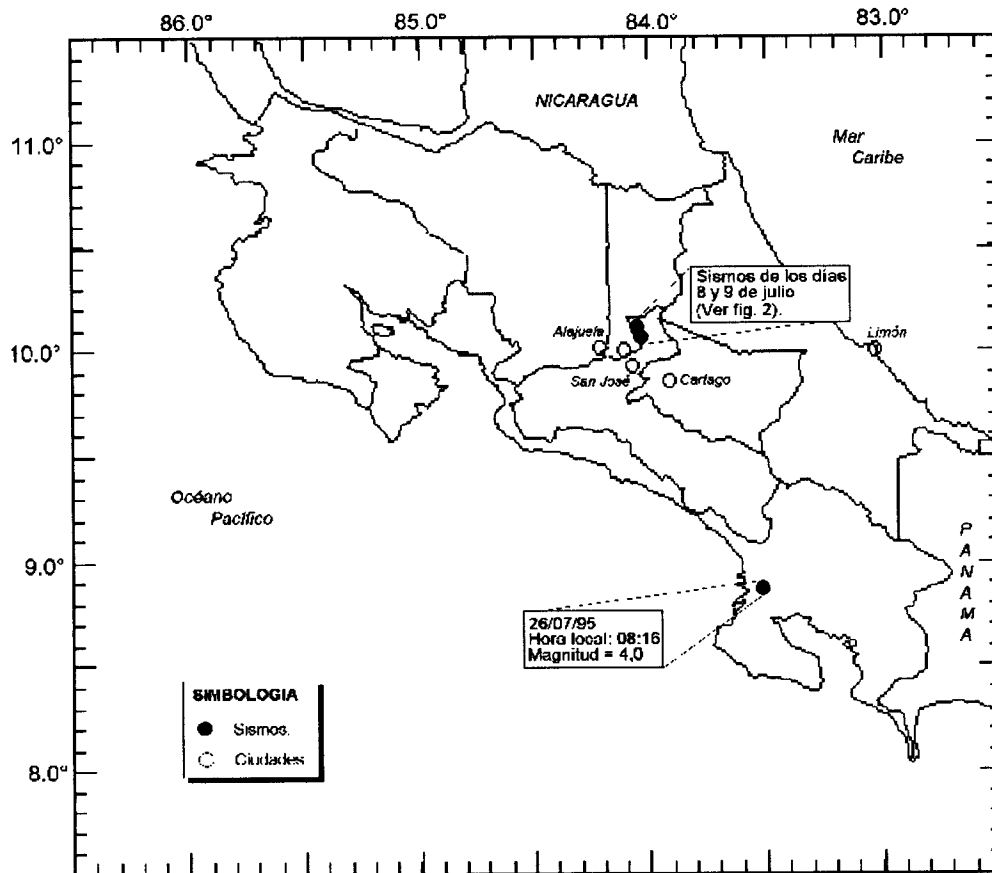 86.0°
85.0°
84.0°
83.0°
NICARAGUA
11.0°
Mar
Caribe
Sismos de los días
8 y 9 de julio
(Ver fig. 2).
Alajuela
Limón
10.0°
San José
Cartago
Océano
Pacífico
PANAMA
9.0°
26/07/95
Hora local: 08:16
Magnitud = 4,0
SIMBOLOGIA
Sismos.
Ciudades
8.0°